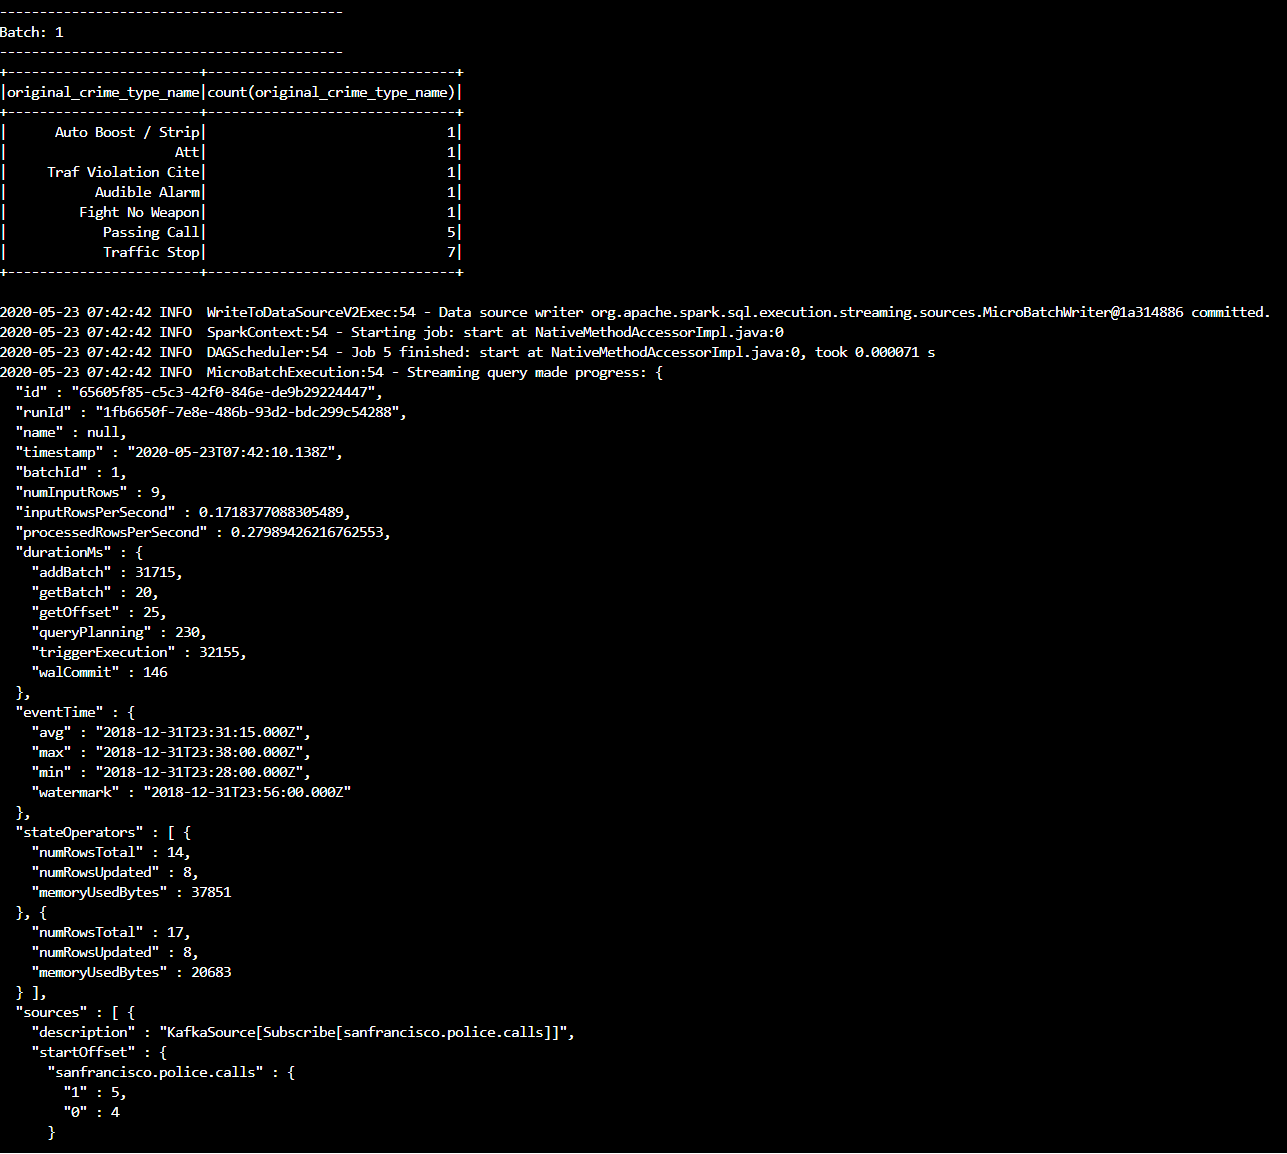 -------------------------------------------
Batch: 1
-------------------------------------------
+------------------------+-------------------------------+
|original_crime_type_name|count(original_crime_type_name)|
+------------------------+-------------------------------+
|      Auto Boost / Strip|                              1|
|                     Att|                              1|
|     Traf Violation Cite|                              1|
|           Audible Alarm|                              1|
|         Fight No Weapon|                              1|
|            Passing Call|                              5|
|            Traffic Stop|                              7|
+------------------------+-------------------------------+
2020-05-23 07:42:42 INFO  WriteToDataSourceV2Exec:54 - Data source writer org.apache.spark.sql.execution.streaming.sources.MicroBatchWriter@1a314886 committed.
2020-05-23 07:42:42 INFO  SparkContext:54 - Starting job: start at NativeMethodAccessorImpl.java:0
2020-05-23 07:42:42 INFO  DAGScheduler:54 - Job 5 finished: start at NativeMethodAccessorImpl.java:0, took 0.000071 s
2020-05-23 07:42:42 INFO  MicroBatchExecution:54 - Streaming query made progress: {
  "id" : "65605f85-c5c3-42f0-846e-de9b29224447",
  "runId" : "1fb6650f-7e8e-486b-93d2-bdc299c54288",
  "name" : null,
  "timestamp" : "2020-05-23T07:42:10.138Z",
  "batchId" : 1,
  "numInputRows" : 9,
  "inputRowsPerSecond" : 0.1718377088305489,
  "processedRowsPerSecond" : 0.27989426216762553,
  "durationMs" : {
    "addBatch" : 31715,
    "getBatch" : 20,
    "getOffset" : 25,
    "queryPlanning" : 230,
    "triggerExecution" : 32155,
    "walCommit" : 146
  },
  "eventTime" : {
    "avg" : "2018-12-31T23:31:15.000Z",
    "max" : "2018-12-31T23:38:00.000Z",
    "min" : "2018-12-31T23:28:00.000Z",
    "watermark" : "2018-12-31T23:56:00.000Z"
  },
  "stateOperators" : [ {
    "numRowsTotal" : 14,
    "numRowsUpdated" : 8,
    "memoryUsedBytes" : 37851
  }, {
    "numRowsTotal" : 17,
    "numRowsUpdated" : 8,
    "memoryUsedBytes" : 20683
  } ],
  "sources" : [ {
    "description" : "KafkaSource[Subscribe[sanfrancisco.police.calls]]",
    "startOffset" : {
      "sanfrancisco.police.calls" : {
        "1" : 5,
        "0" : 4
      }